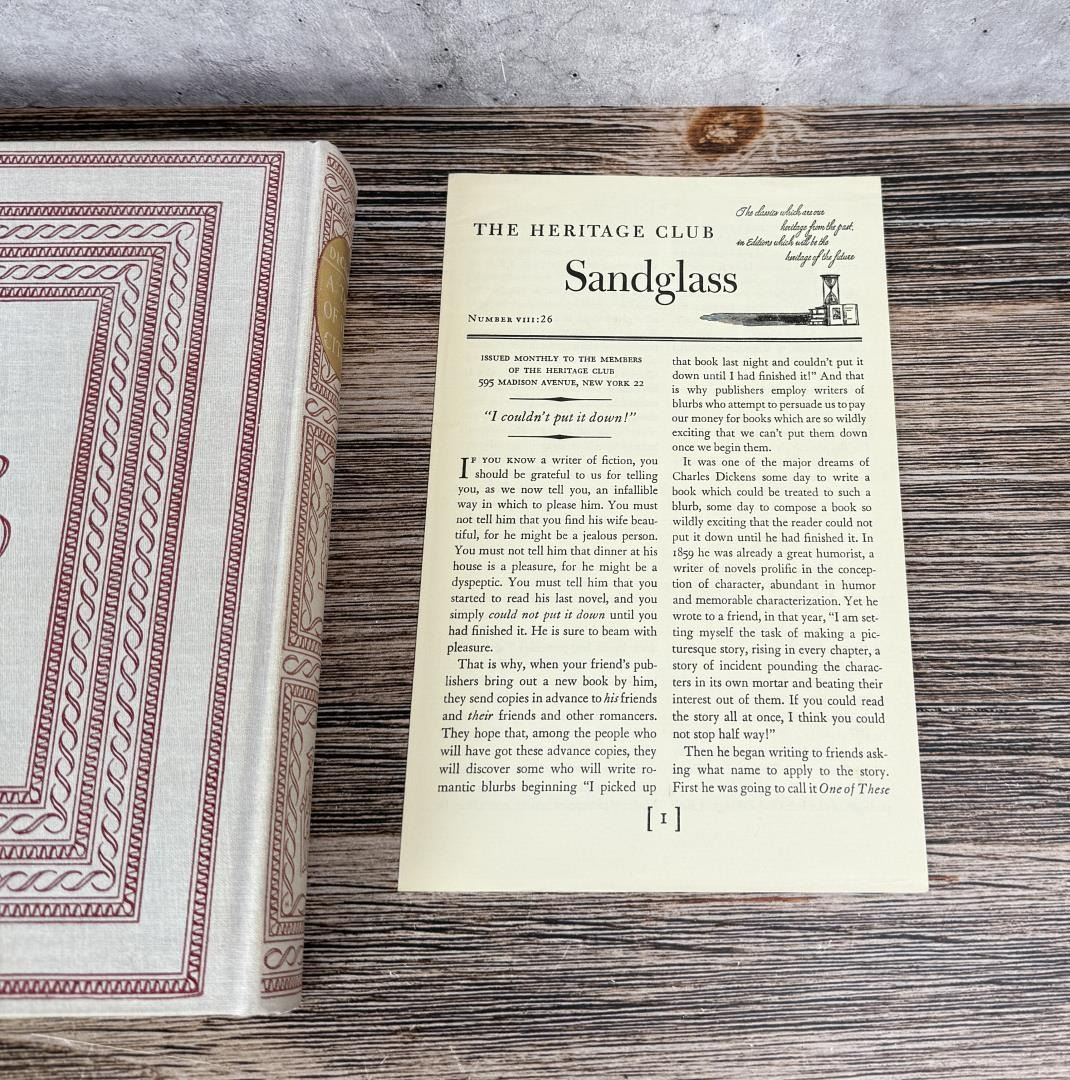 THE HERITAGE CLUB
The classics which are our
heritage from the past,
in Editions which will be the
heritage of the future
Sandglass
NUMBER VIII:26
ISSUED MONTHLY TO THE MEMBERS
OF THE HERITAGE CLUB
595 MADISON AVENUE, NEW YORK 22
“I couldn’t put it down!”
IF YOU KNOW a writer of fiction, you
should be grateful to us for telling
you, as we now tell you, an infallible
way in which to please him. You must
not tell him that you find his wife beau-
tiful, for he might be a jealous person.
You must not tell him that dinner at his
house is a pleasure, for he might be a
dyspeptic. You must tell him that you
started to read his last novel, and you
simply could not put it down until you
had finished it. He is sure to beam with
pleasure.
That is why, when your friend’s pub-
lishers bring out a new book by him,
they send copies in advance to his friends
and their friends and other romancers.
They hope that, among the people who
will have got these advance copies, they
will discover some who will write ro-
mantic blurbs beginning “I picked up
that book last night and couldn’t put it
down until I had finished it!” And that
is why publishers employ writers of
blurbs who attempt to persuade us to pay
our money for books which are so wildly
exciting that we can’t put them down
once we begin them.
It was one of the major dreams of
Charles Dickens some day to write a
book which could be treated to such a
blurb, some day to compose a book so
wildly exciting that the reader could not
put it down until he had finished it. In
1859 he was already a great humorist, a
writer of novels prolific in the concep-
tion of character, abundant in humor
and memorable characterization. Yet he
wrote to a friend, in that year, “I am set-
ting myself the task of making a pic-
turesque story, rising in every chapter, a
story of incident pounding the charac-
ters in its own mortar and beating their
interest out of them. If you could read
the story all at once, I think you could
not stop half way!”
Then he began writing to friends ask-
ing what name to apply to the story.
First he was going to call it One of These
[ 1 ]